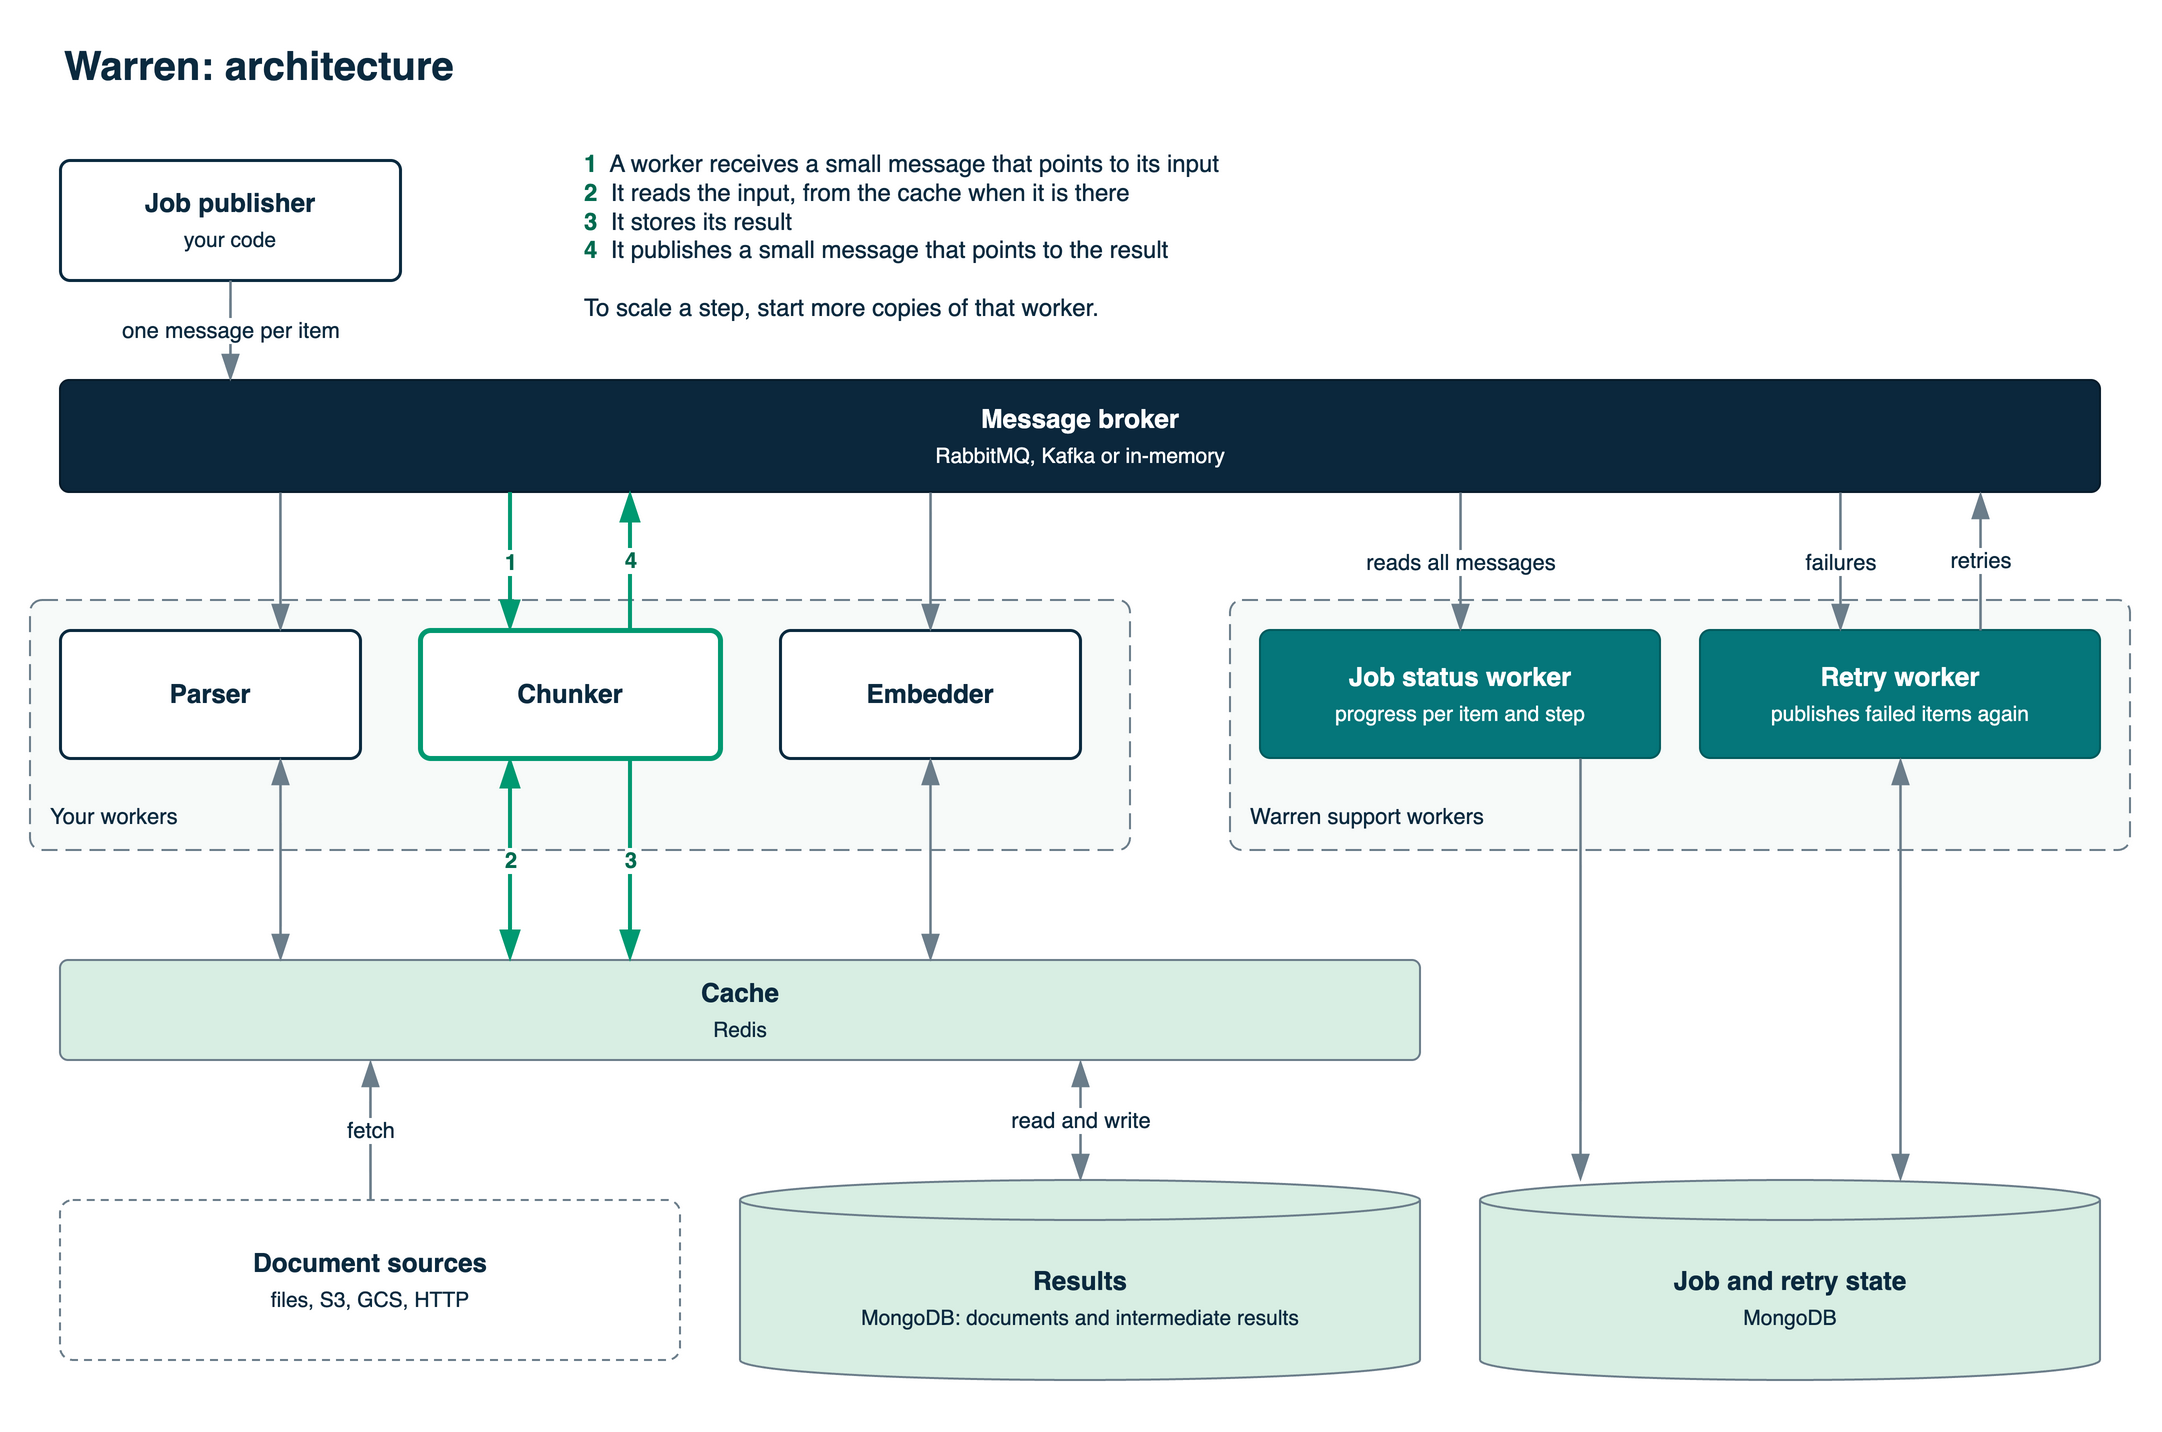 Warren: architecture
Job publisher
your code
1 A worker receives a small message that points to its input
2 It reads the input, from the cache when it is there
3 It stores its result
4 It publishes a small message that points to the result
To scale a step, start more copies of that worker.
one message per item
Message broker
RabbitMQ, Kafka or in-memory
1
4
reads all messages
failures
retries
Parser
Chunker
Embedder
Job status worker
progress per item and step
Retry worker
publishes failed items again
Your workers
Warren support workers
2
3
Cache
Redis
fetch
read and write
Document sources
files, S3, GCS, HTTP
Results
MongoDB: documents and intermediate results
Job and retry state
MongoDB